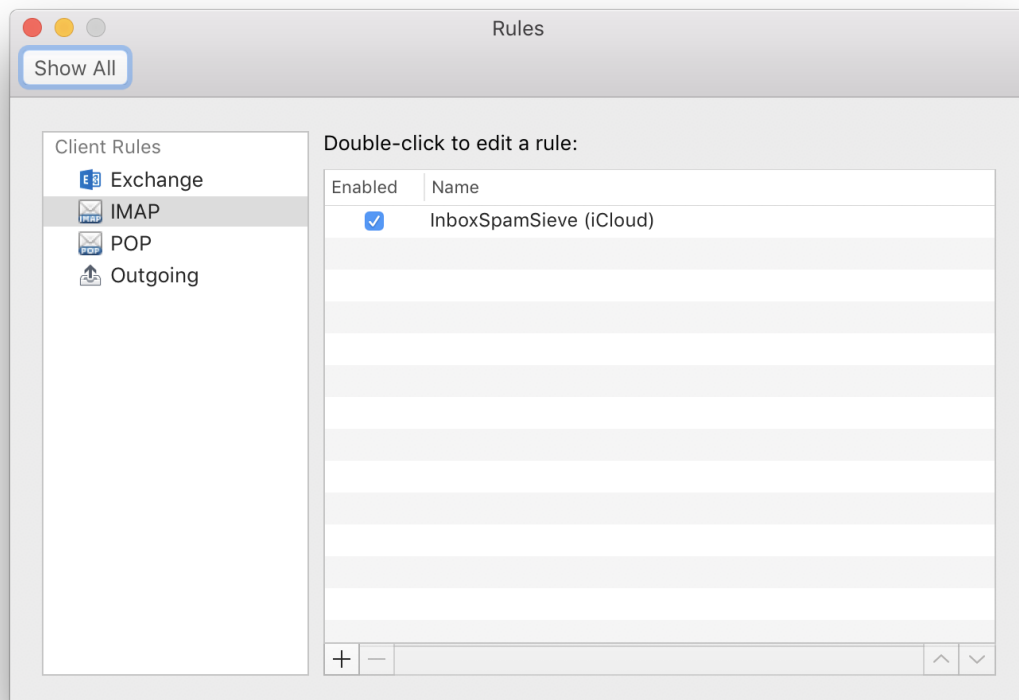 Rules
Show All
Client Rules
Exchange
IMAP
POP
Outgoing
Double-click to edit a rule:
Enabled Name
InboxSpamSieve (iCloud)